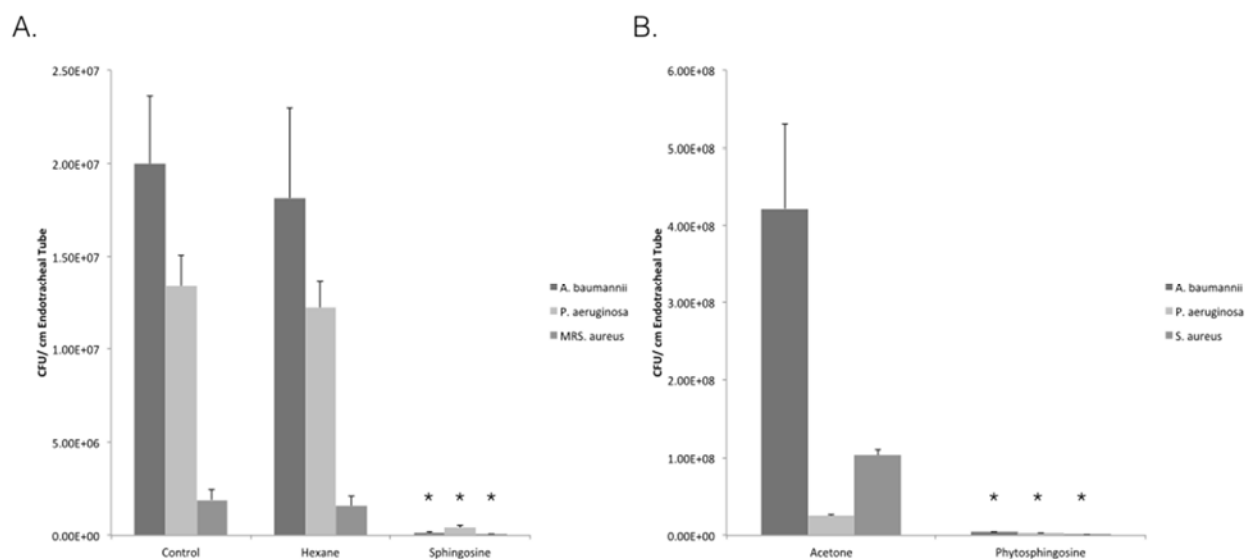 A.
CFU/ cm Endotracheal Tube
2.50E+07
2.00E+07
1.50E+07
1.00E+07
5.00E+06
0.00E+00
* * *
Control Hexane Sphingosine
A. baumannii
P. aeruginosa
MRS. aureus
B.
CFU/ cm Endotracheal Tube
6.00E+08
5.00E+08
4.00E+08
3.00E+08
2.00E+08
1.00E+08
0.00E+00
* * *
Acetone Phytosphingosine
A. baumannii
P. aeruginosa
S. aureus